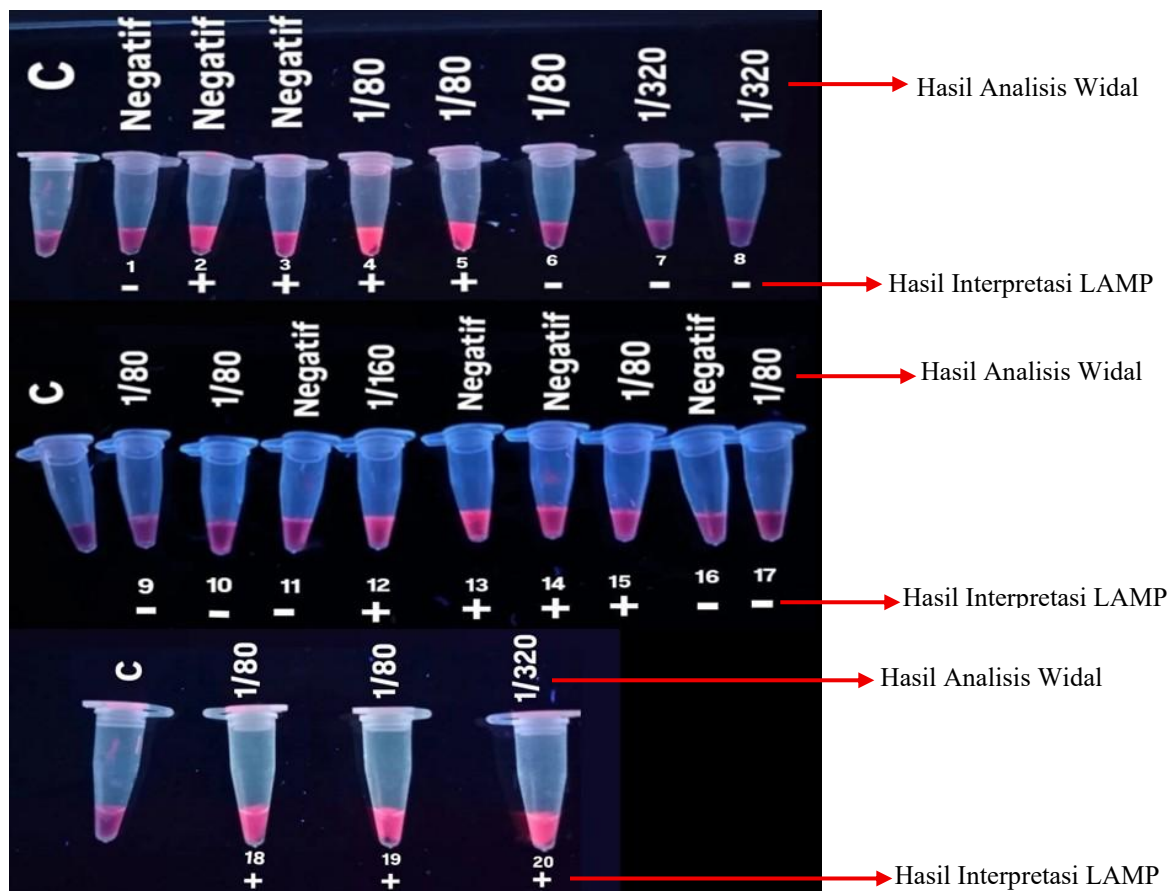 C Negatif Negatif Negatif 1/80 1/80 1/80 1/320 1/320 Hasil Analisis Widal
1 2 3 4 5 6 7 8
- + + + + - - - Hasil Interpretasi LAMP
C 1/80 1/80 Negatif 1/160 Negatif Negatif 1/80 Negatif 1/80 Hasil Analisis Widal
9 10 11 12 13 14 15 16 17
- - - + + + + - - Hasil Interpretasi LAMP
C 1/80 1/80 1/320 Hasil Analisis Widal
18 19 20
+ + + Hasil Interpretasi LAMP